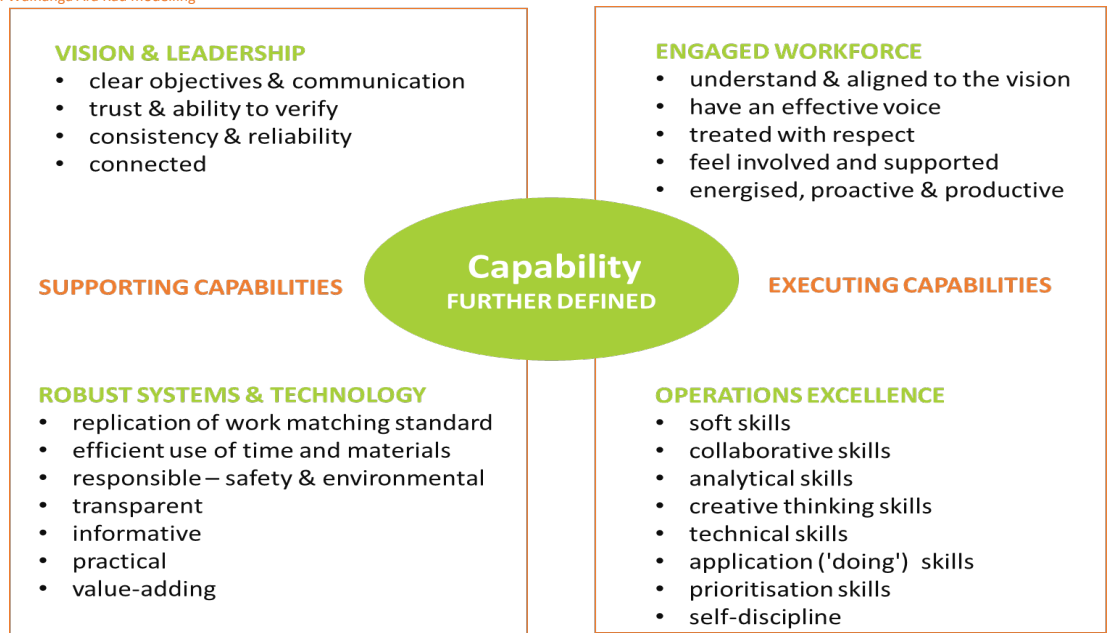 VISION & LEADERSHIP
• clear objectives & communication
• trust & ability to verify
• consistency & reliability
• connected
SUPPORTING CAPABILITIES
ROBUST SYSTEMS & TECHNOLOGY
• replication of work matching standard
• efficient use of time and materials
• responsible – safety & environmental
• transparent
• informative
• practical
• value-adding
Capability
FURTHER DEFINED
ENGAGED WORKFORCE
• understand & aligned to the vision
• have an effective voice
• treated with respect
• feel involved and supported
• energised, proactive & productive
EXECUTING CAPABILITIES
OPERATIONS EXCELLENCE
• soft skills
• collaborative skills
• analytical skills
• creative thinking skills
• technical skills
• application ('doing') skills
• prioritisation skills
• self-discipline